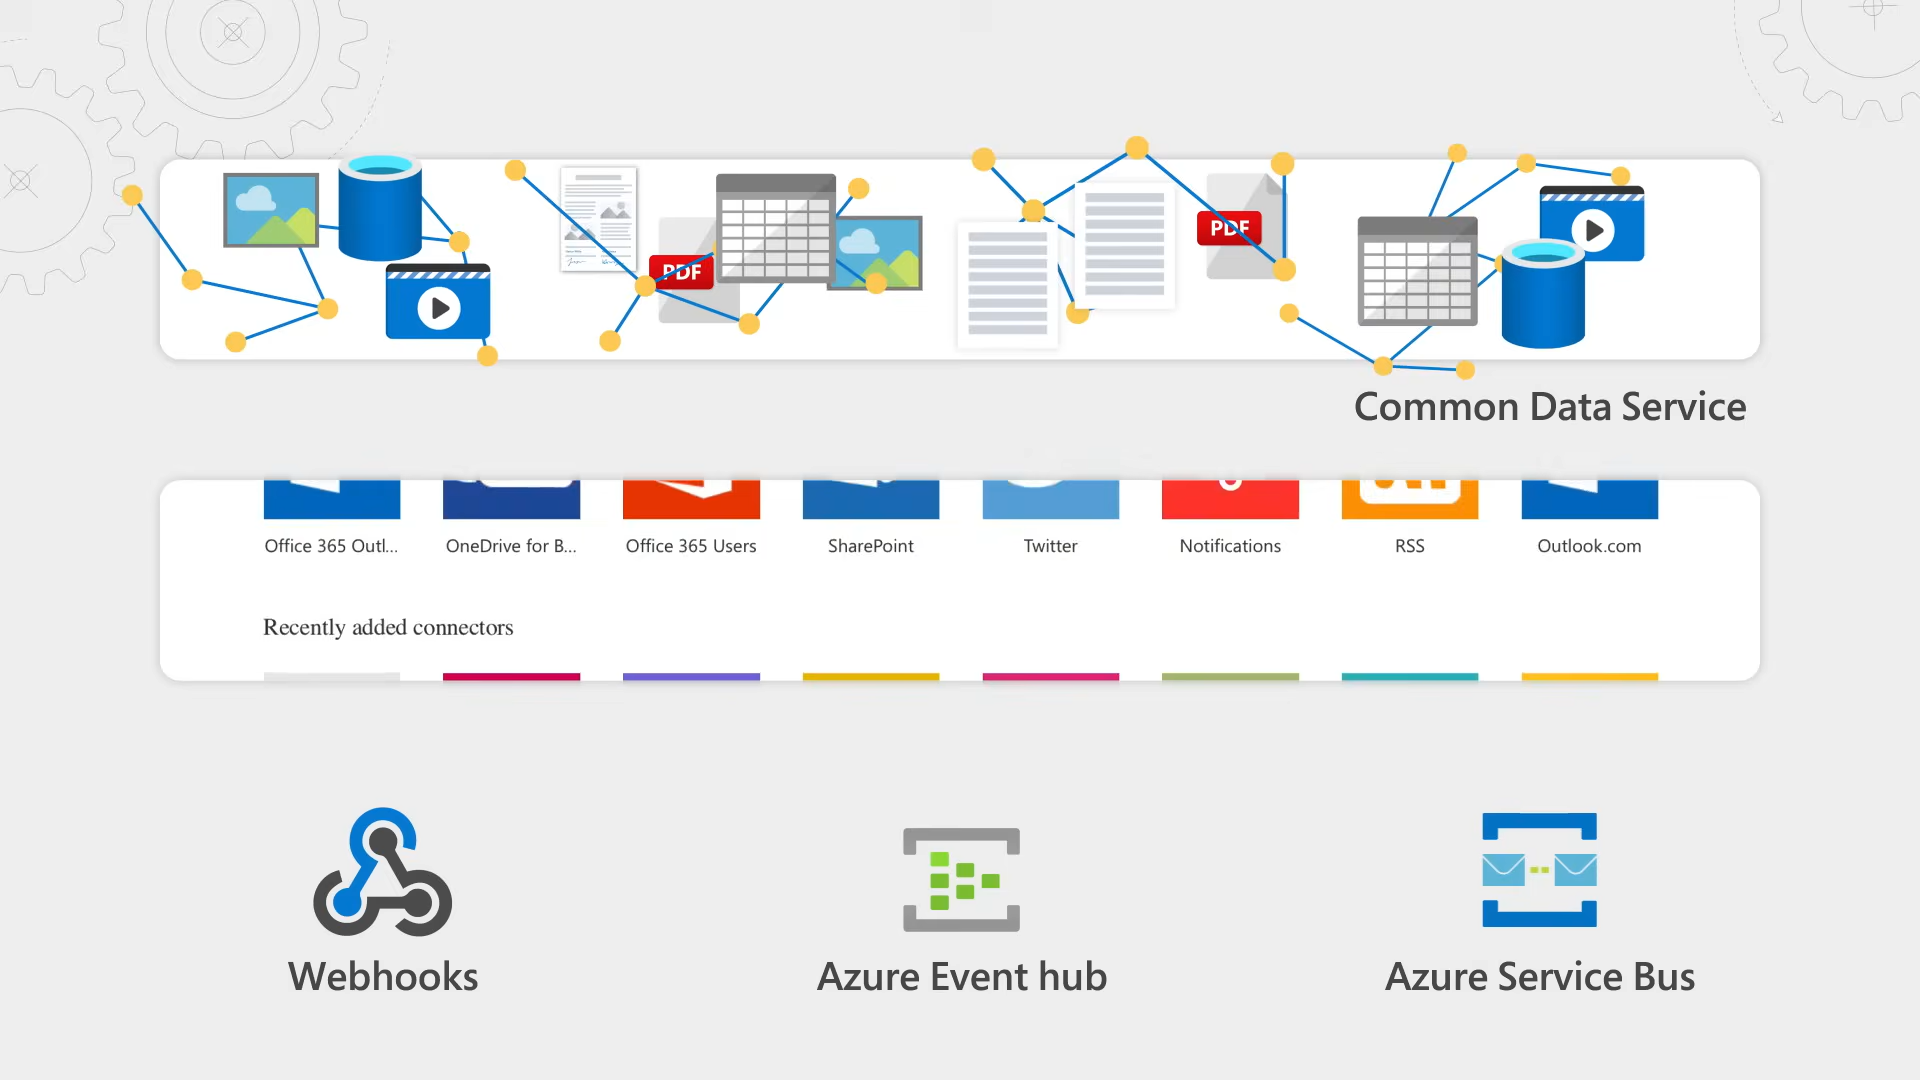 PDF
PDF
Common Data Service
Office 365 Outl...
OneDrive for B...
Office 365 Users
SharePoint
Twitter
Notifications
RSS
Outlook.com
Recently added connectors
Webhooks
Azure Event hub
Azure Service Bus